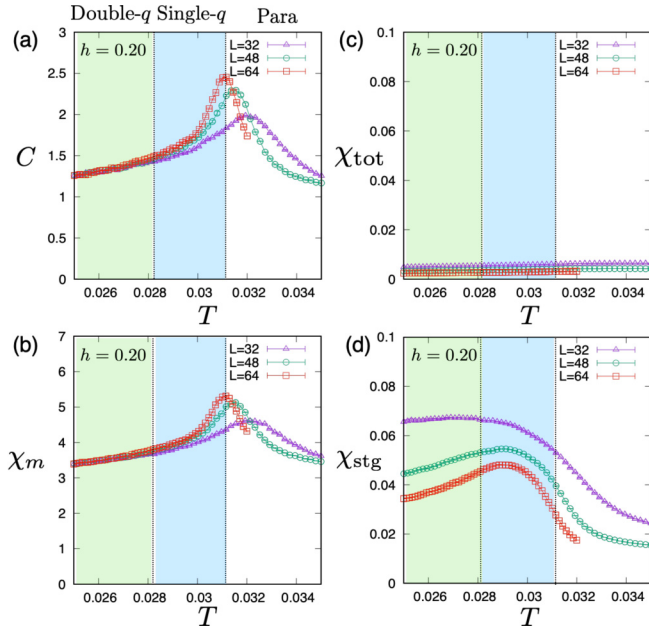 Double-q Single-q Para
(a)
h = 0.20
L=32
L=48
L=64
C
3
2.5
2
1.5
1
0.5
0
0.026 0.028 0.03 0.032 0.034
T
(c)
h = 0.20
L=32
L=48
L=64
χtot
0.1
0.08
0.06
0.04
0.02
0
0.026 0.028 0.03 0.032 0.034
T
(b)
h = 0.20
L=32
L=48
L=64
χm
7
6
5
4
3
2
1
0
0.026 0.028 0.03 0.032 0.034
T
(d)
h = 0.20
L=32
L=48
L=64
χstg
0.1
0.08
0.06
0.04
0.02
0
0.026 0.028 0.03 0.032 0.034
T